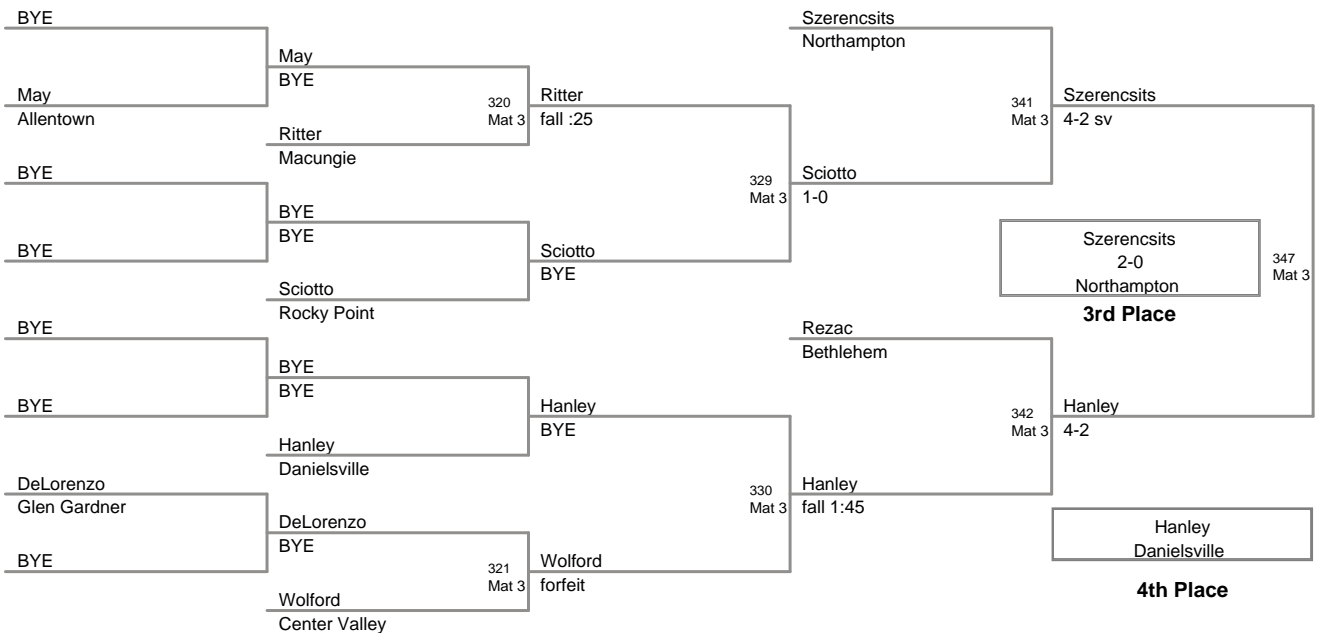 BYE
May
Allentown
BYE
BYE
BYE
BYE
DeLorenzo
Glen Gardner
BYE
May
BYE
Ritter
Macungie
BYE
BYE
Sciotto
Rocky Point
BYE
BYE
Hanley
Danielsville
DeLorenzo
BYE
Wolford
Center Valley
320
Mat 3
Ritter
fall :25
Sciotto
BYE
Hanley
BYE
321
Mat 3
Wolford
forfeit
Szerencsits
Northampton
329
Mat 3
Sciotto
1-0
Rezac
Bethlehem
330
Mat 3
Hanley
fall 1:45
341
Mat 3
Szerencsits
4-2 sv
342
Mat 3
Hanley
4-2
Szerencsits
2-0
Northampton
3rd Place
347
Mat 3
Hanley
Danielsville
4th Place